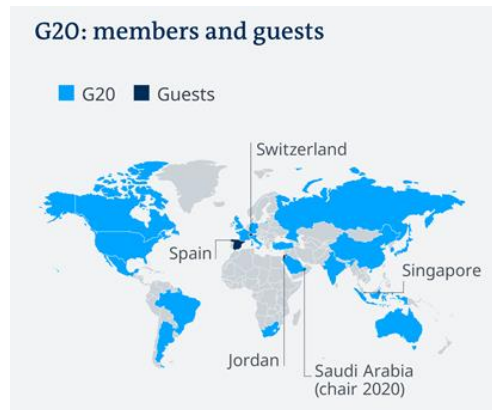 G20: members and guests
G20
Guests
Switzerland
Spain
Singapore
Jordan
Saudi Arabia
(chair 2020)